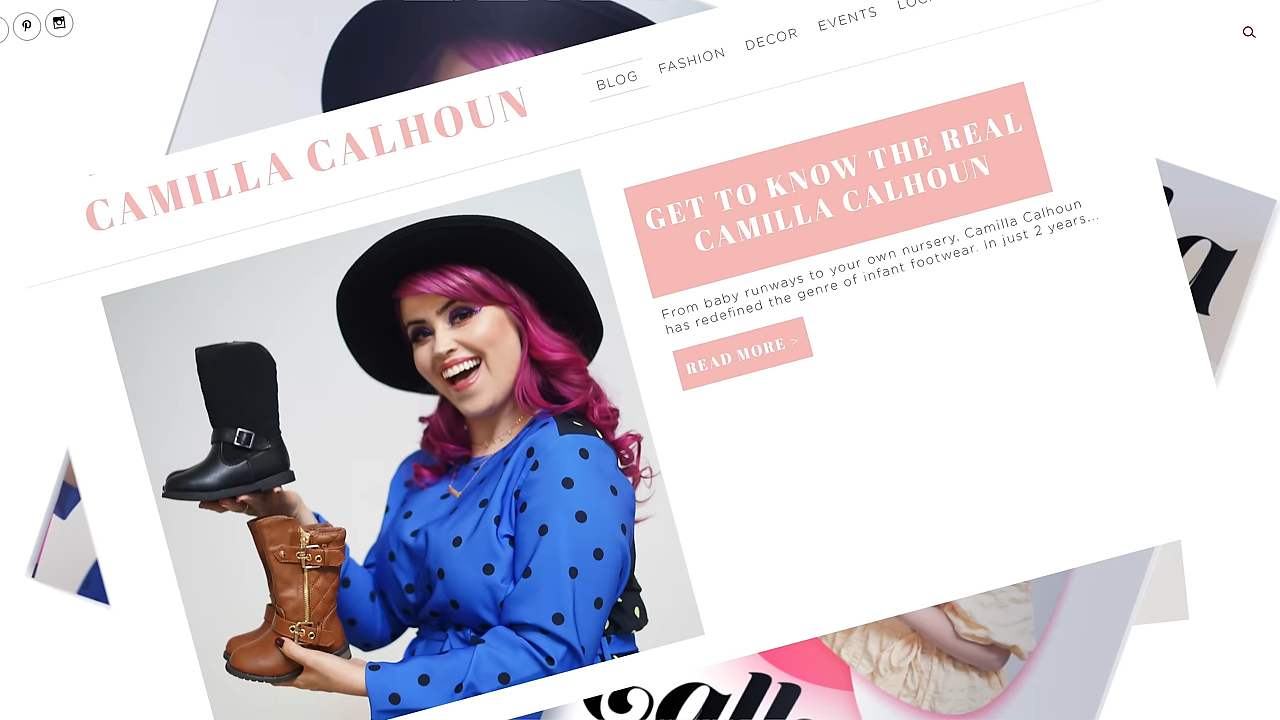 CAMILLA CALHOUN
BLOG FASHION DECOR EVENTS
GET TO KNOW THE REAL
CAMILLA CALHOUN
From baby runways to your own nursery, Camilla Calhoun
has redefined the genre of infant footwear. In just 2 years...
READ MORE >